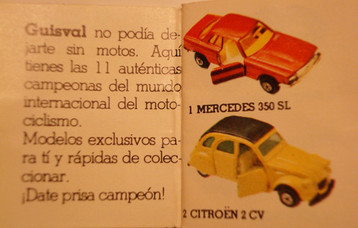 Guisval no podía de-
jarte sin motos. Aquí
tienes las 11 auténticas
campeonas del mundo
internacional del moto-
ciclismo.
Modelos exclusivos pa-
ra tí y rápidas de colec-
cionar.
¡Date prisa campeón!
1 MERCEDES 350 SL
2 CITROËN 2 CV